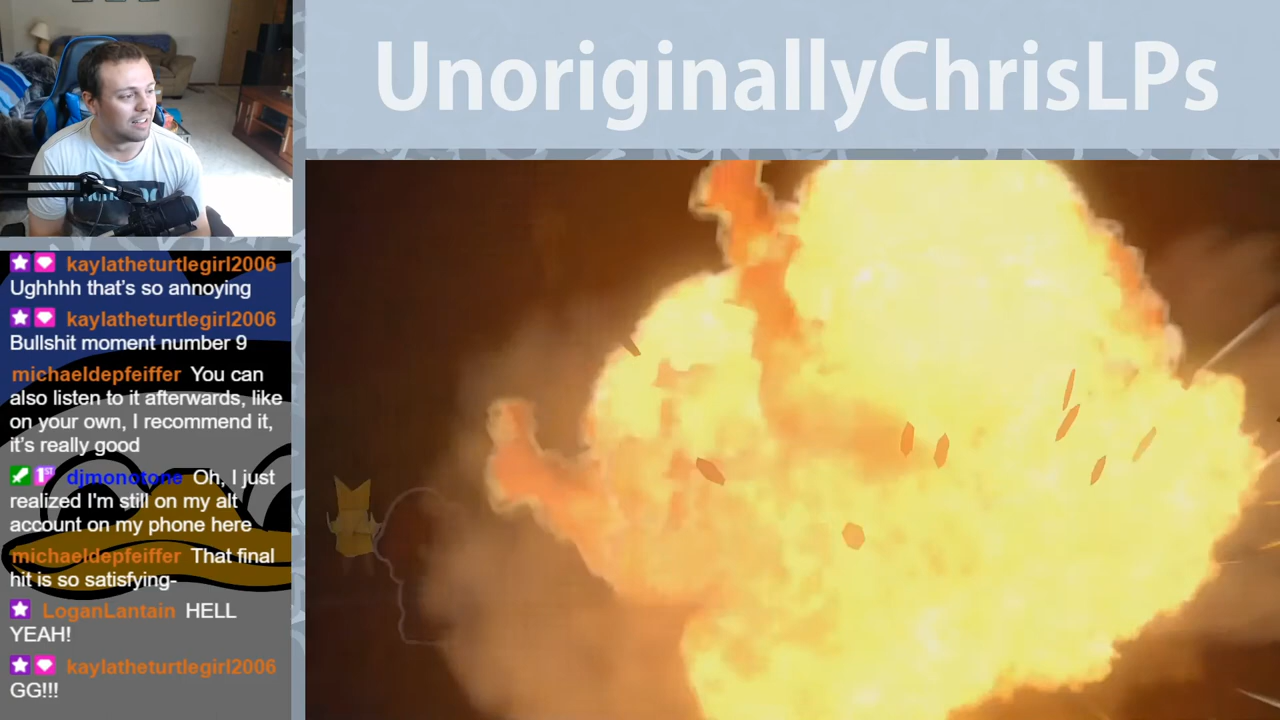 UnoriginallyChrisLPs
kaylatheturtlegirl2006
Ughhhh that's so annoying
kaylatheturtlegirl2006
Bullshit moment number 9
michaeldepfeiffer You can
also listen to it afterwards, like
on your own, I recommend it,
it's really good
1ST djmonotone Oh, I just
realized I'm still on my alt
account on my phone here
michaeldepfeiffer That final
hit is so satisfying-
LoganLantain HELL
YEAH!
kaylatheturtlegirl2006
GG!!!